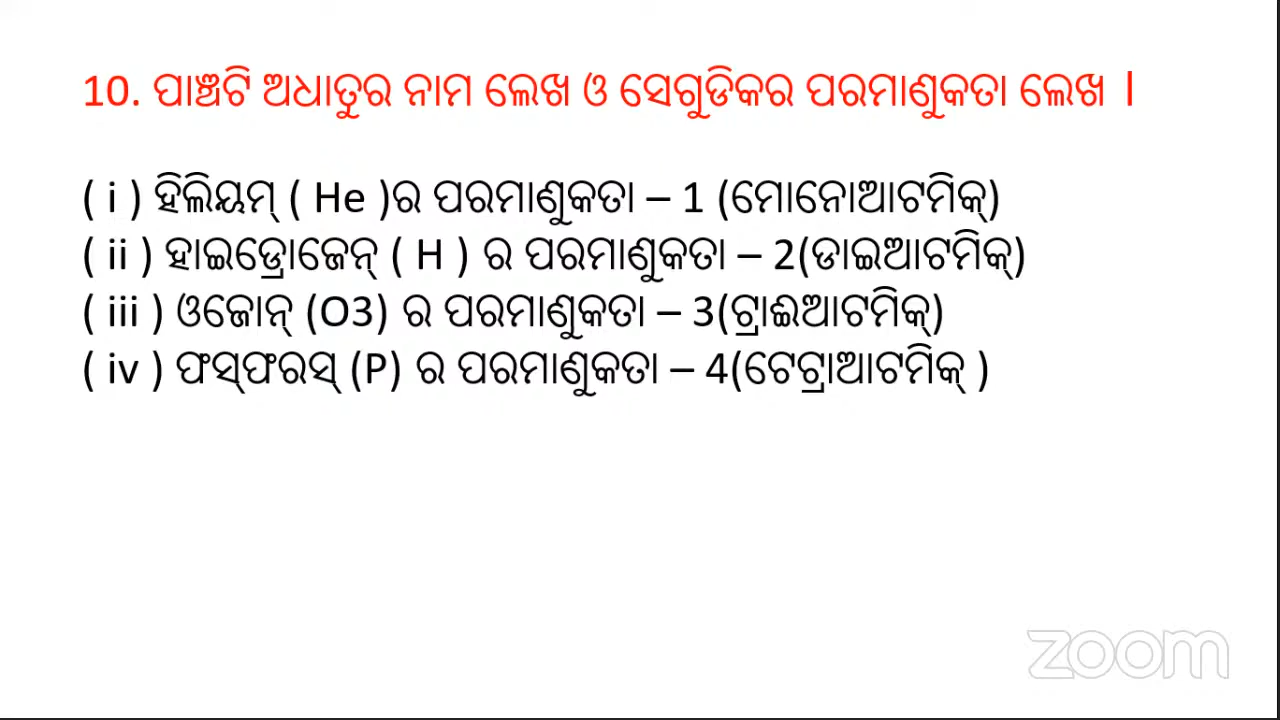 10. ପାଞ୍ଚଟି ଅଧାତୁର ନାମ ଲେଖ ଓ ସେଗୁଡିକର ପରମାଣୁକତା ଲେଖ ।
( i ) ହିଲିୟମ୍ ( He )ର ପରମାଣୁକତା – 1 (ମୋନୋଆଟମିକ୍)
( ii ) ହାଇଡ୍ରୋଜେନ୍ ( H ) ର ପରମାଣୁକତା – 2(ଡାଇଆଟମିକ୍)
( iii ) ଓଜୋନ୍ (O3) ର ପରମାଣୁକତା – 3(ଟ୍ରାଈଆଟମିକ୍)
( iv ) ଫସ୍‌ଫରସ୍ (P) ର ପରମାଣୁକତା – 4(ଟେଟ୍ରାଆଟମିକ୍ )
zoom